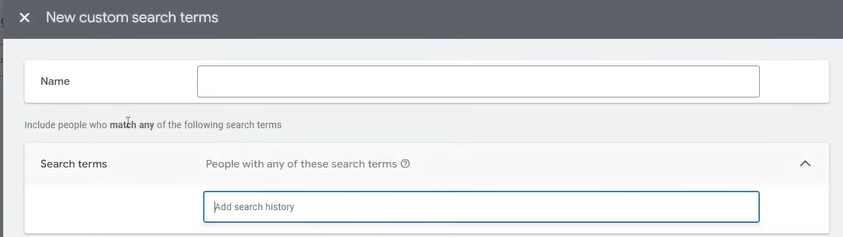 New custom search terms
Name
Include people who match any of the following search terms
Search terms
People with any of these search terms
Add search history